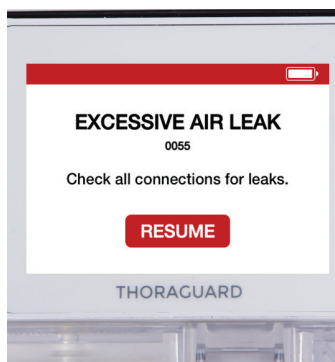 EXCESSIVE AIR LEAK
0055
Check all connections for leaks.
RESUME
THORAGUARD